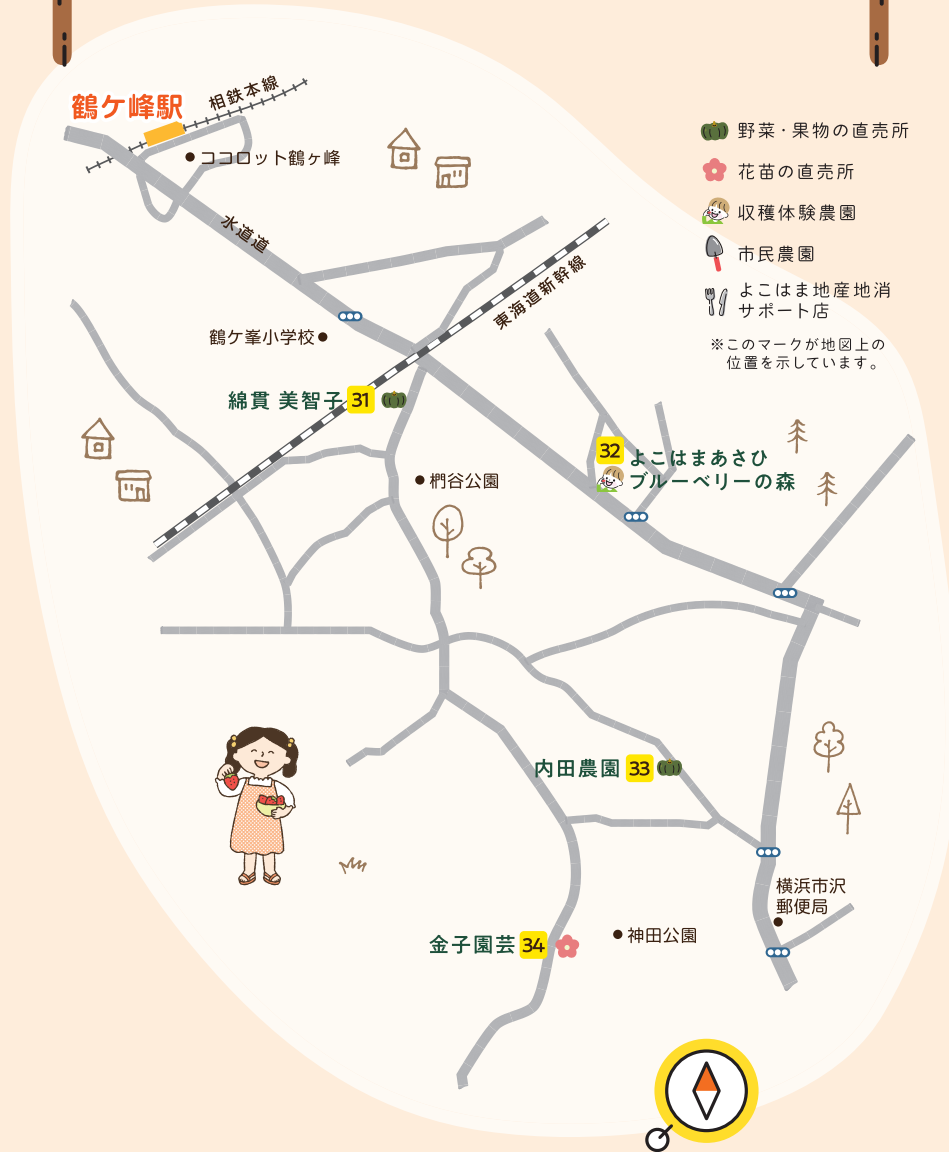 鶴ケ峰駅
相鉄本線
ココロット鶴ヶ峰
水道道
東海道新幹線
鶴ケ峯小学校
綿貫 美智子 31
32
よこはまあさひ
ブルーベリーの森
椚谷公園
内田農園 33
横浜市沢
郵便局
金子園芸 34
神田公園
野菜・果物の直売所
花苗の直売所
収穫体験農園
市民農園
よこはま地産地消
サポート店
※このマークが地図上の
位置を示しています。